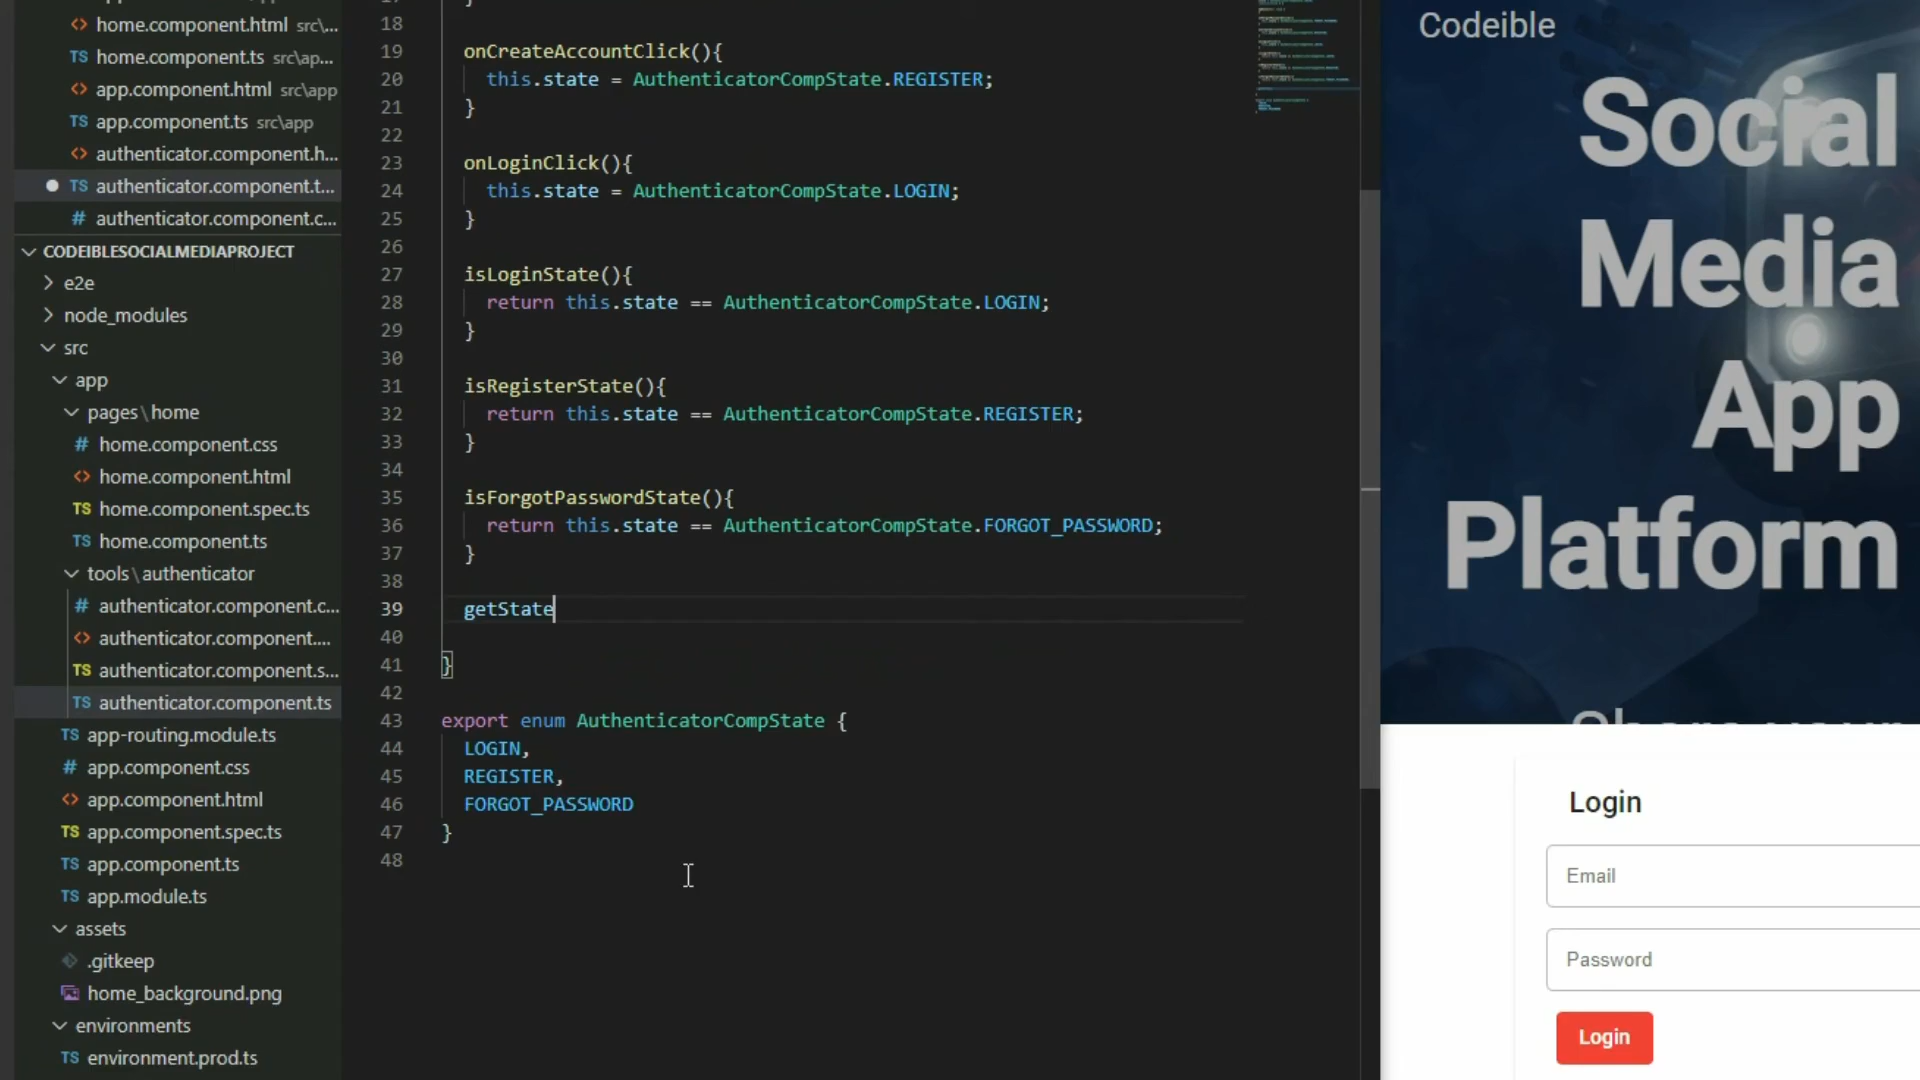 home.component.html src\...
home.component.ts src\ap...
app.component.html src\app
app.component.ts src\app
authenticator.component.h...
authenticator.component.t...
authenticator.component.c...
CODEIBLESOCIALMEDIAPROJECT
e2e
node_modules
src
app
pages\home
home.component.css
home.component.html
home.component.spec.ts
home.component.ts
tools\authenticator
authenticator.component.c...
authenticator.component....
authenticator.component.s...
authenticator.component.ts
app-routing.module.ts
app.component.css
app.component.html
app.component.spec.ts
app.component.ts
app.module.ts
assets
.gitkeep
home_background.png
environments
environment.prod.ts
18
19 onCreateAccountClick(){
20 this.state = AuthenticatorCompState.REGISTER;
21 }
22
23 onLoginClick(){
24 this.state = AuthenticatorCompState.LOGIN;
25 }
26
27 isLoginState(){
28 return this.state == AuthenticatorCompState.LOGIN;
29 }
30
31 isRegisterState(){
32 return this.state == AuthenticatorCompState.REGISTER;
33 }
34
35 isForgotPasswordState(){
36 return this.state == AuthenticatorCompState.FORGOT_PASSWORD;
37 }
38
39 getState
40
41 }
42
43 export enum AuthenticatorCompState {
44 LOGIN,
45 REGISTER,
46 FORGOT_PASSWORD
47 }
48
Codeible
Social
Media
App
Platform
Login
Email
Password
Login